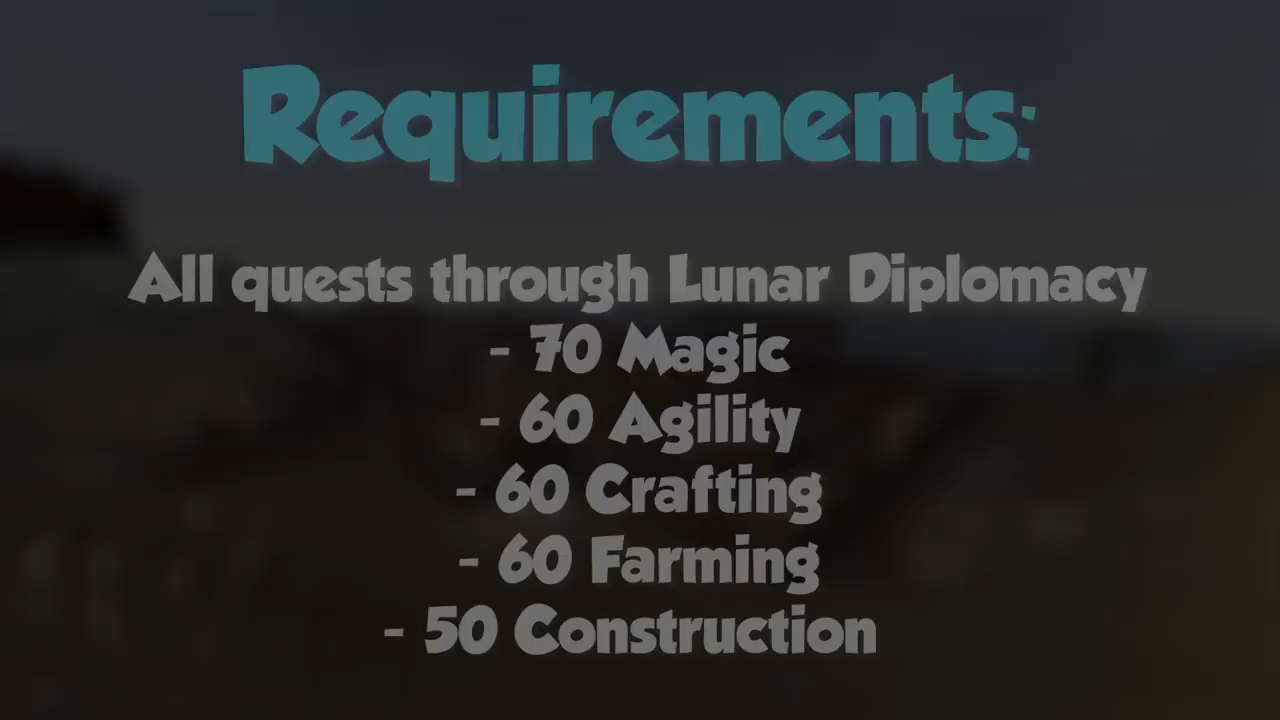 Requirements:
All quests through Lunar Diplomacy
- 70 Magic
- 60 Agility
- 60 Crafting
- 60 Farming
- 50 Construction